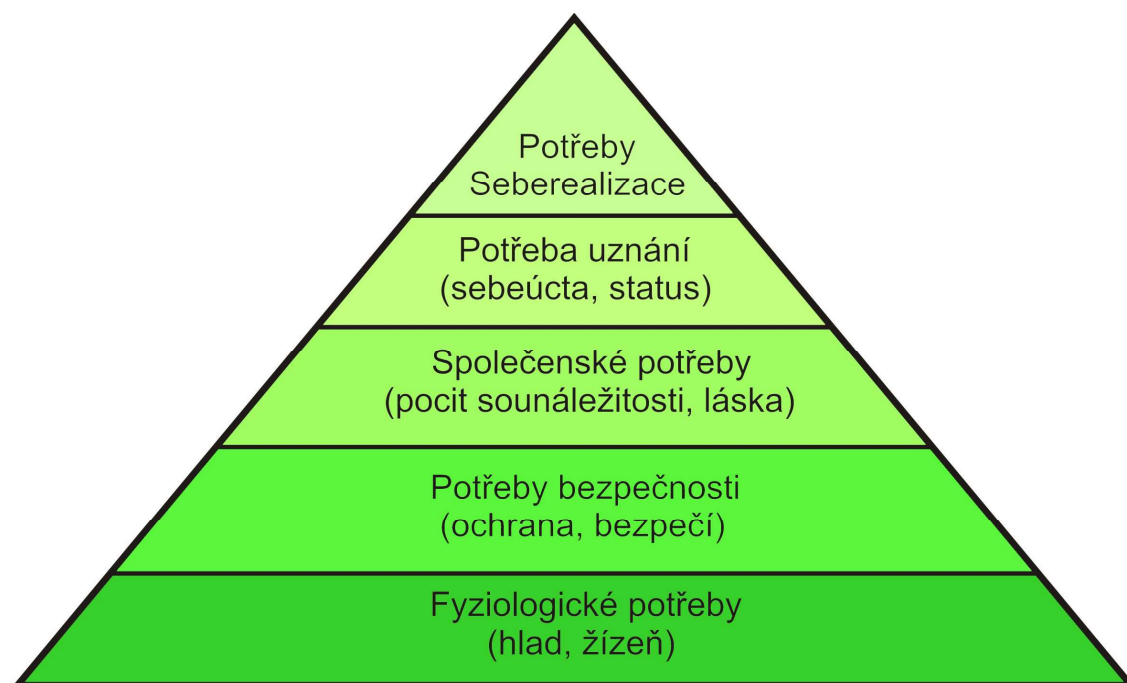 Potřeby
Seberealizace
Potřeba uznání
(sebeúcta, status)
Společenské potřeby
(pocit sounáležitosti, láska)
Potřeby bezpečnosti
(ochrana, bezpečí)
Fyziologické potřeby
(hlad, žízeň)